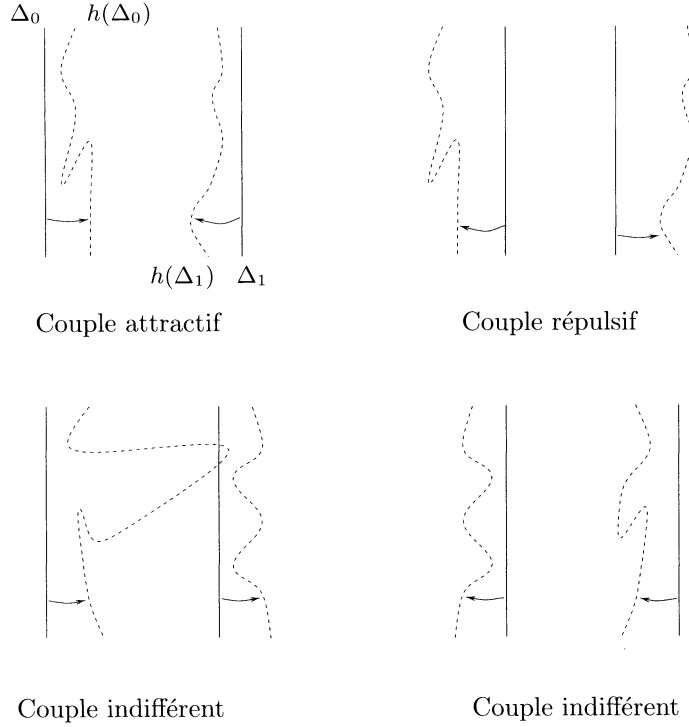 Δ₀ h(Δ₀)
h(Δ₁) Δ₁
Couple attractif
Couple répulsif
Couple indifférent
Couple indifférent